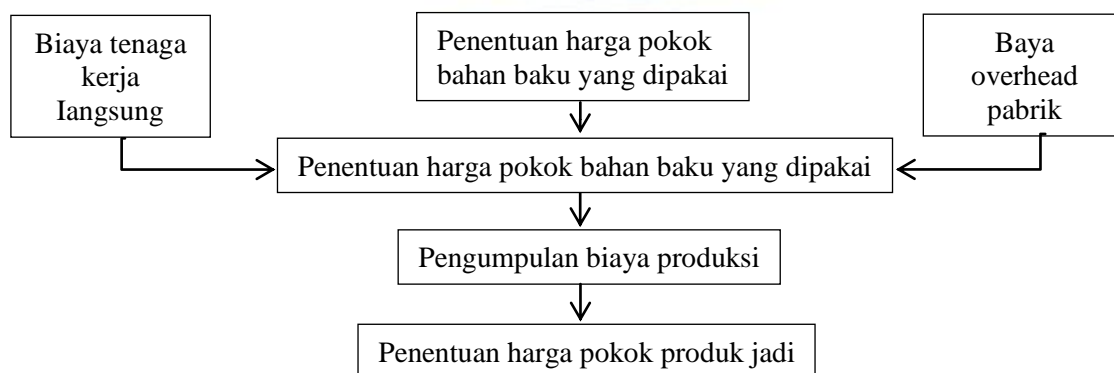 Biaya tenaga
kerja
Iangsung
Penentuan harga pokok
bahan baku yang dipakai
Baya
overhead
pabrik
Penentuan harga pokok bahan baku yang dipakai
Pengumpulan biaya produksi
Penentuan harga pokok produk jadi